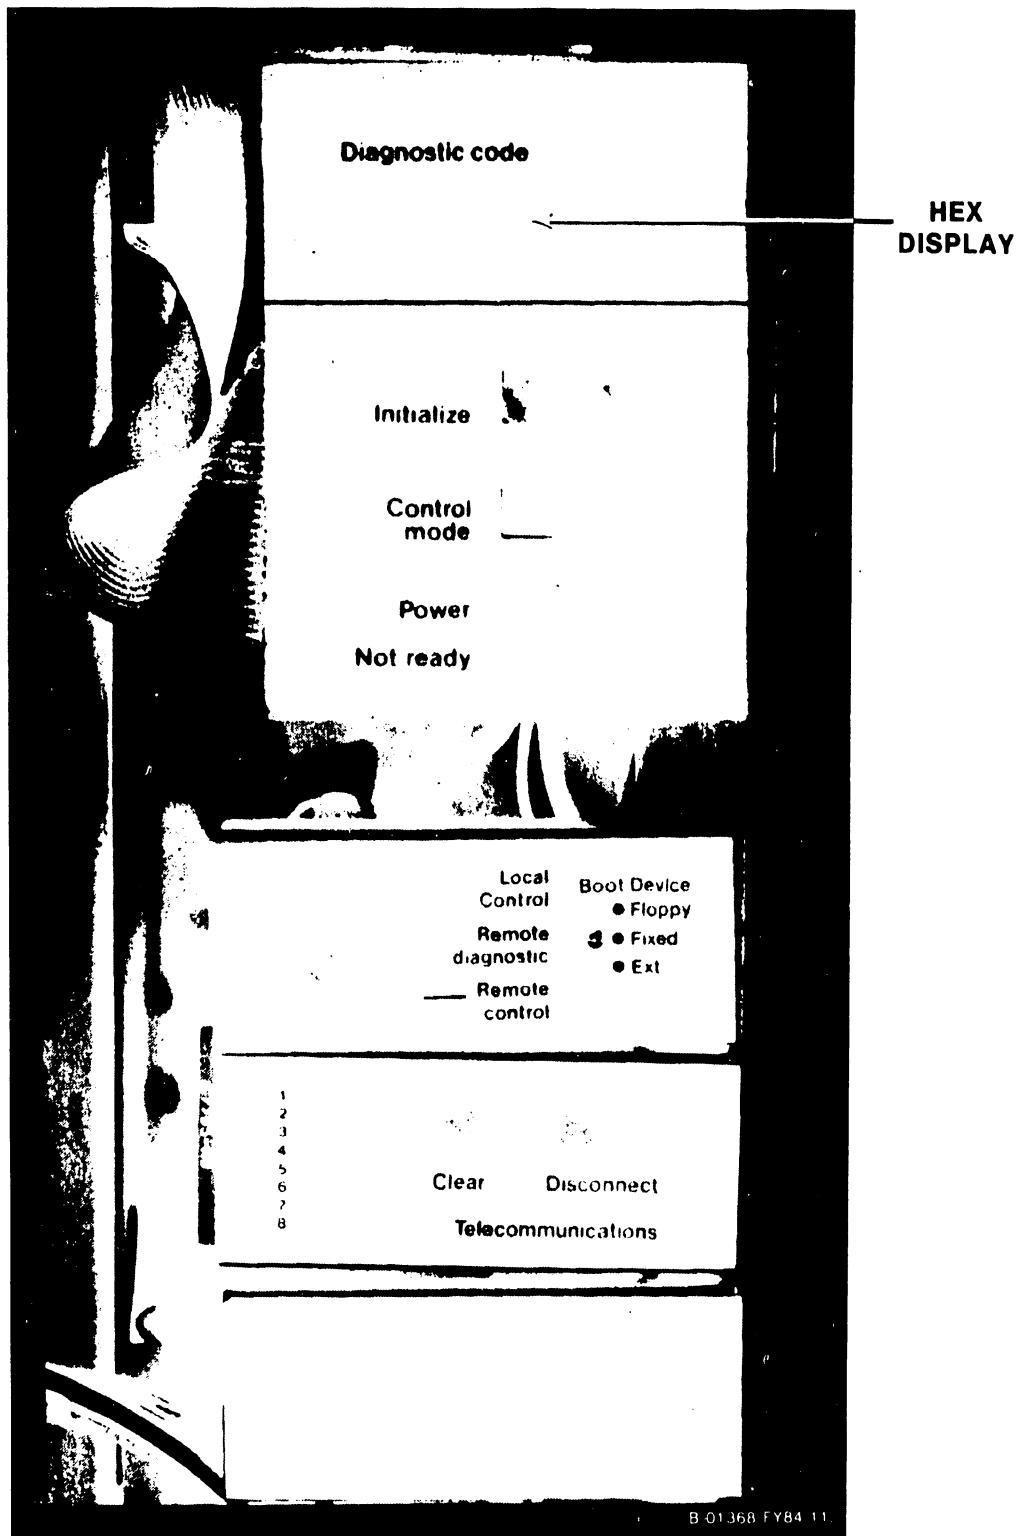 Diagnostic code
HEX
DISPLAY
Initialize
Control
mode
Power
Not ready
Local
Control
Remote
diagnostic
Remote
control
Boot Device
Floppy
Fixed
Ext
1
2
3
4
5
6
7
8
Clear
Disconnect
Telecommunications
B-01368 FY84-11